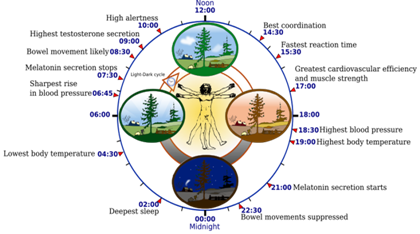 Noon
12:00
High alertness
10:00
Highest testosterone secretion
09:00
Bowel movement likely 08:30
Melatonin secretion stops
07:30
Sharpest rise
in blood pressure 06:45
06:00
Lowest body temperature 04:30
02:00
Deepest sleep
00:00
Midnight
Light-Dark cycle
Best coordination
14:30
Fastest reaction time
15:30
Greatest cardiovascular efficiency
and muscle strength
17:00
18:00
18:30 Highest blood pressure
19:00 Highest body temperature
21:00 Melatonin secretion starts
22:30
Bowel movements suppressed